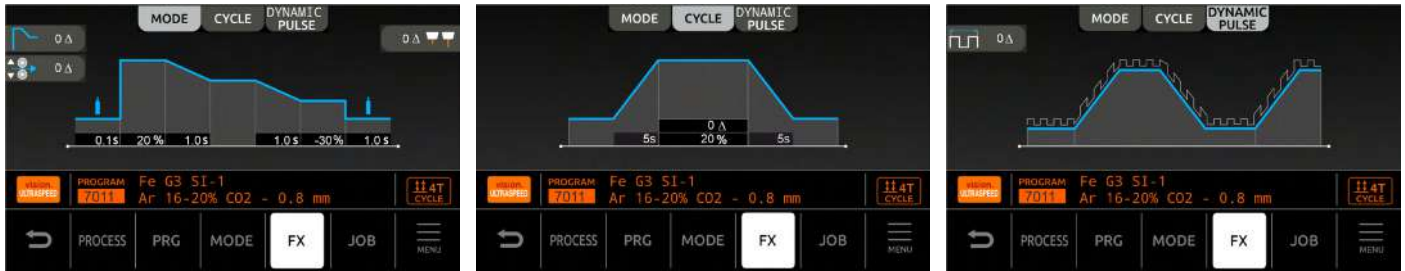 MODE CYCLE DYNAMIC PULSE
0 Δ
0 Δ
0 Δ
0.1s 20% 1.0s 1.0s -30% 1.0s
vision. ULTRASPEED
PROGRAM 7011
Fe G3 SI-1
Ar 16-20% CO2 - 0.8 mm
4T CYCLE
PROCESS PRG MODE FX JOB MENU
MODE CYCLE DYNAMIC PULSE
0 Δ
5s 20% 5s
vision. ULTRASPEED
PROGRAM 7011
Fe G3 SI-1
Ar 16-20% CO2 - 0.8 mm
4T CYCLE
PROCESS PRG MODE FX JOB MENU
MODE CYCLE DYNAMIC PULSE
0 Δ
vision. ULTRASPEED
PROGRAM 7011
Fe G3 SI-1
Ar 16-20% CO2 - 0.8 mm
4T CYCLE
PROCESS PRG MODE FX JOB MENU